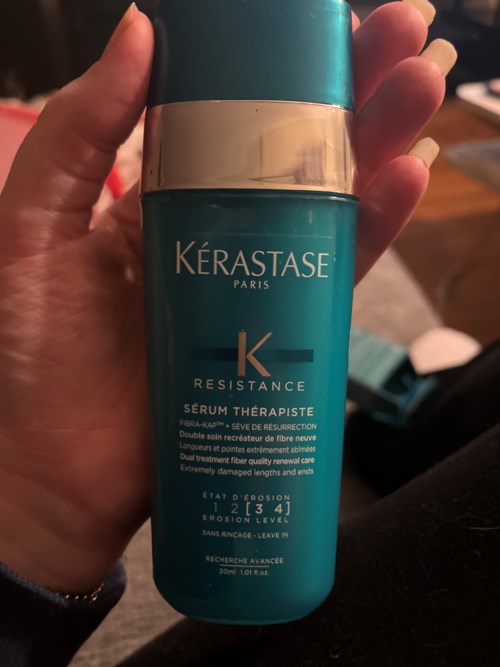 KÉRASTASE
PARIS
K
RESISTANCE
SÉRUM THÉRAPISTE
FIBRA-KAP™ + SÈVE DE RÉSURRECTION
Double soin recréateur de fibre neuve
Longueurs et pointes extrêmement abîmées
Dual treatment fiber quality renewal care
Extremely damaged lengths and ends
ÉTAT D'ÉROSION
1 2 [3 4]
EROSION LEVEL
SANS RINÇAGE - LEAVE IN
RECHERCHE AVANCÉE
30ml 1.01 fl.oz.